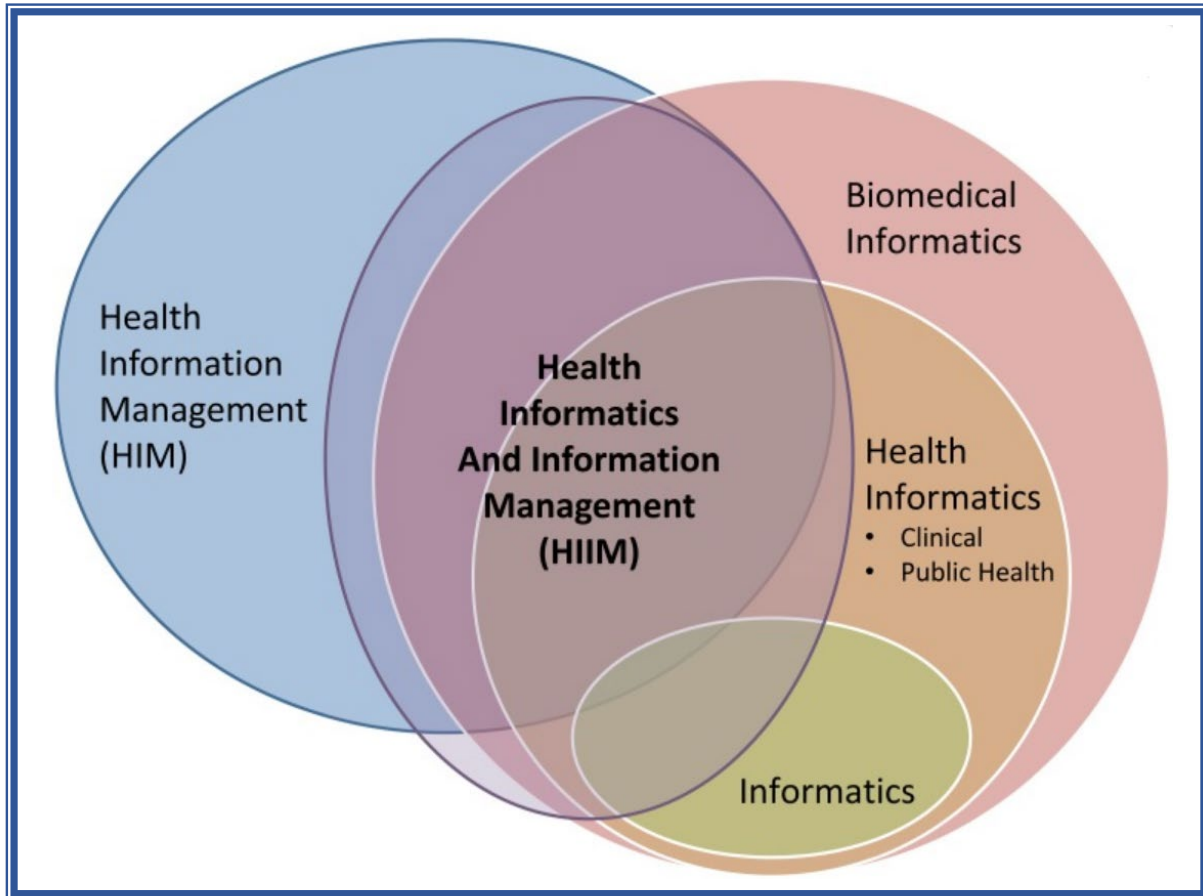 Biomedical
Informatics
Health
Information
Management
(HIM)
Health
Informatics
And Information
Management
(HIIM)
Health
Informatics
• Clinical
• Public Health
Informatics